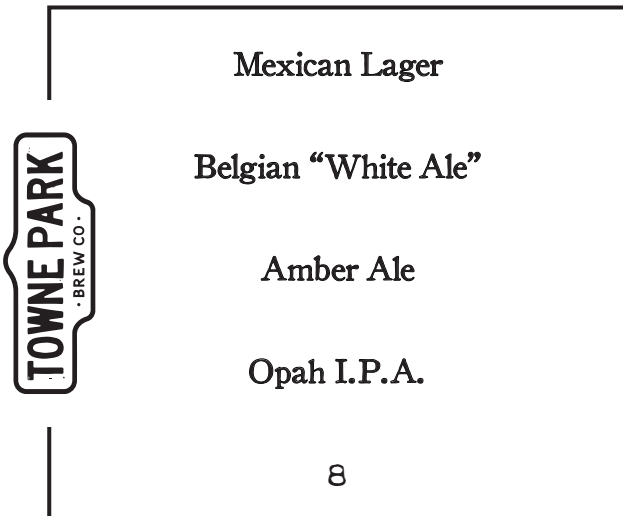 Mexican Lager
TOWNE PARK
· BREW CO ·
Belgian “White Ale”
Amber Ale
Opah I.P.A.
8